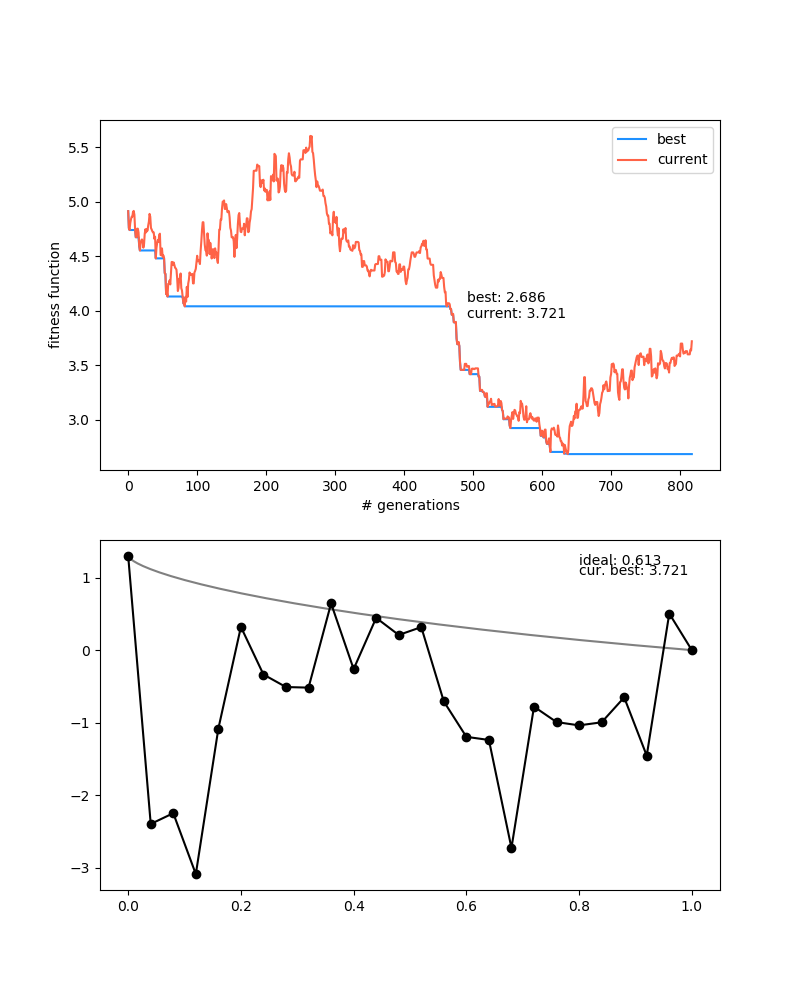 best
current
5.5
5.0
4.5
4.0
3.5
3.0
fitness function
best: 2.686
current: 3.721
0 100 200 300 400 500 600 700 800
# generations
ideal: 0.613
cur. best: 3.721
1
0
−1
−2
−3
0.0 0.2 0.4 0.6 0.8 1.0